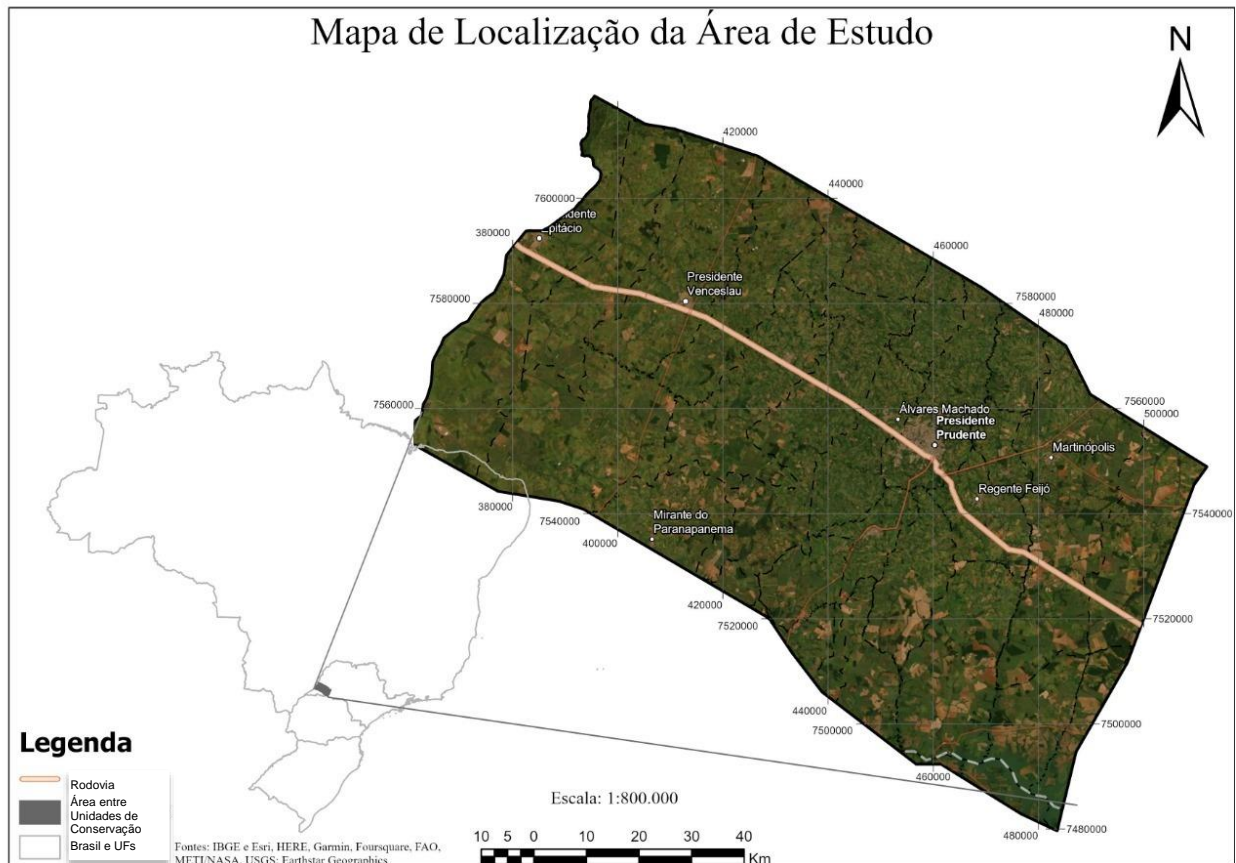 Mapa de Localização da Área de Estudo
N
420000
440000
7600000
idente
Epitácio
380000
460000
Presidente
Venceslau
7580000
7580000
480000
7560000
7560000
500000
Álvares Machado
Presidente
Prudente
Martinópolis
Regente Feijó
380000
7540000
7540000
400000
Mirante do
Paranapanema
420000
7520000
7520000
440000
7500000
7500000
460000
480000
7480000
Legenda
Rodovia
Área entre
Unidades de
Conservação
Brasil e UFs
Escala: 1:800.000
10 5 0 10 20 30 40
Km
Fontes: IBGE e Esri, HERE, Garmin, Foursquare, FAO,
METI/NASA, USGS; Earthstar Geographics